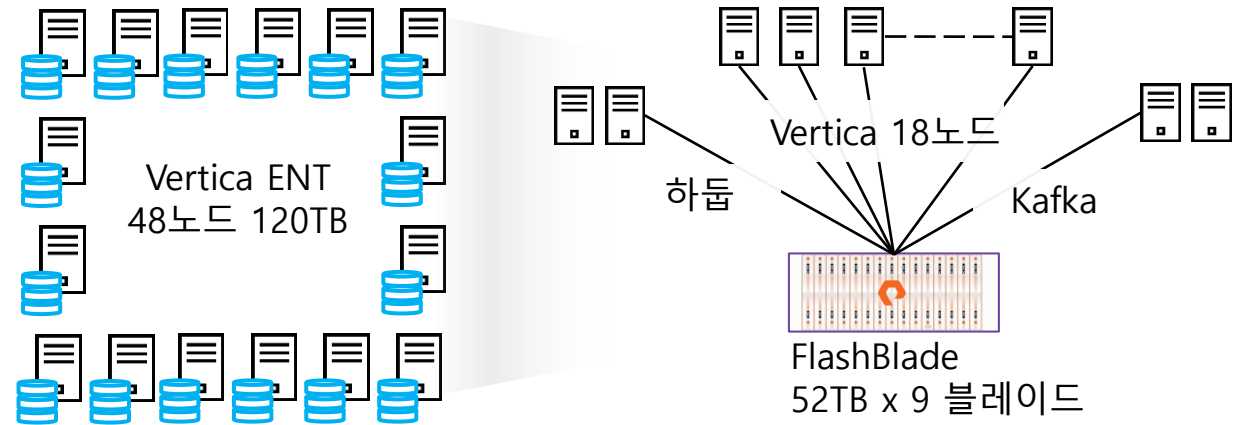 Vertica ENT
48노드 120TB
Vertica 18노드
하둡
Kafka
FlashBlade
52TB x 9 블레이드